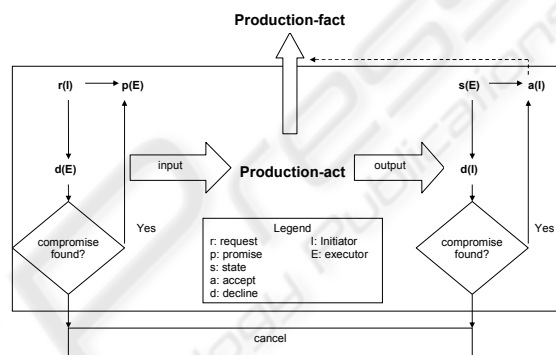 Production-fact
r(I)
p(E)
s(E)
a(I)
d(E)
input
Production-act
output
d(I)
compromise
found?
Yes
Legend
r: request
p: promise
s: state
a: accept
d: decline
I: Initiator
E: executor
compromise
found?
Yes
cancel